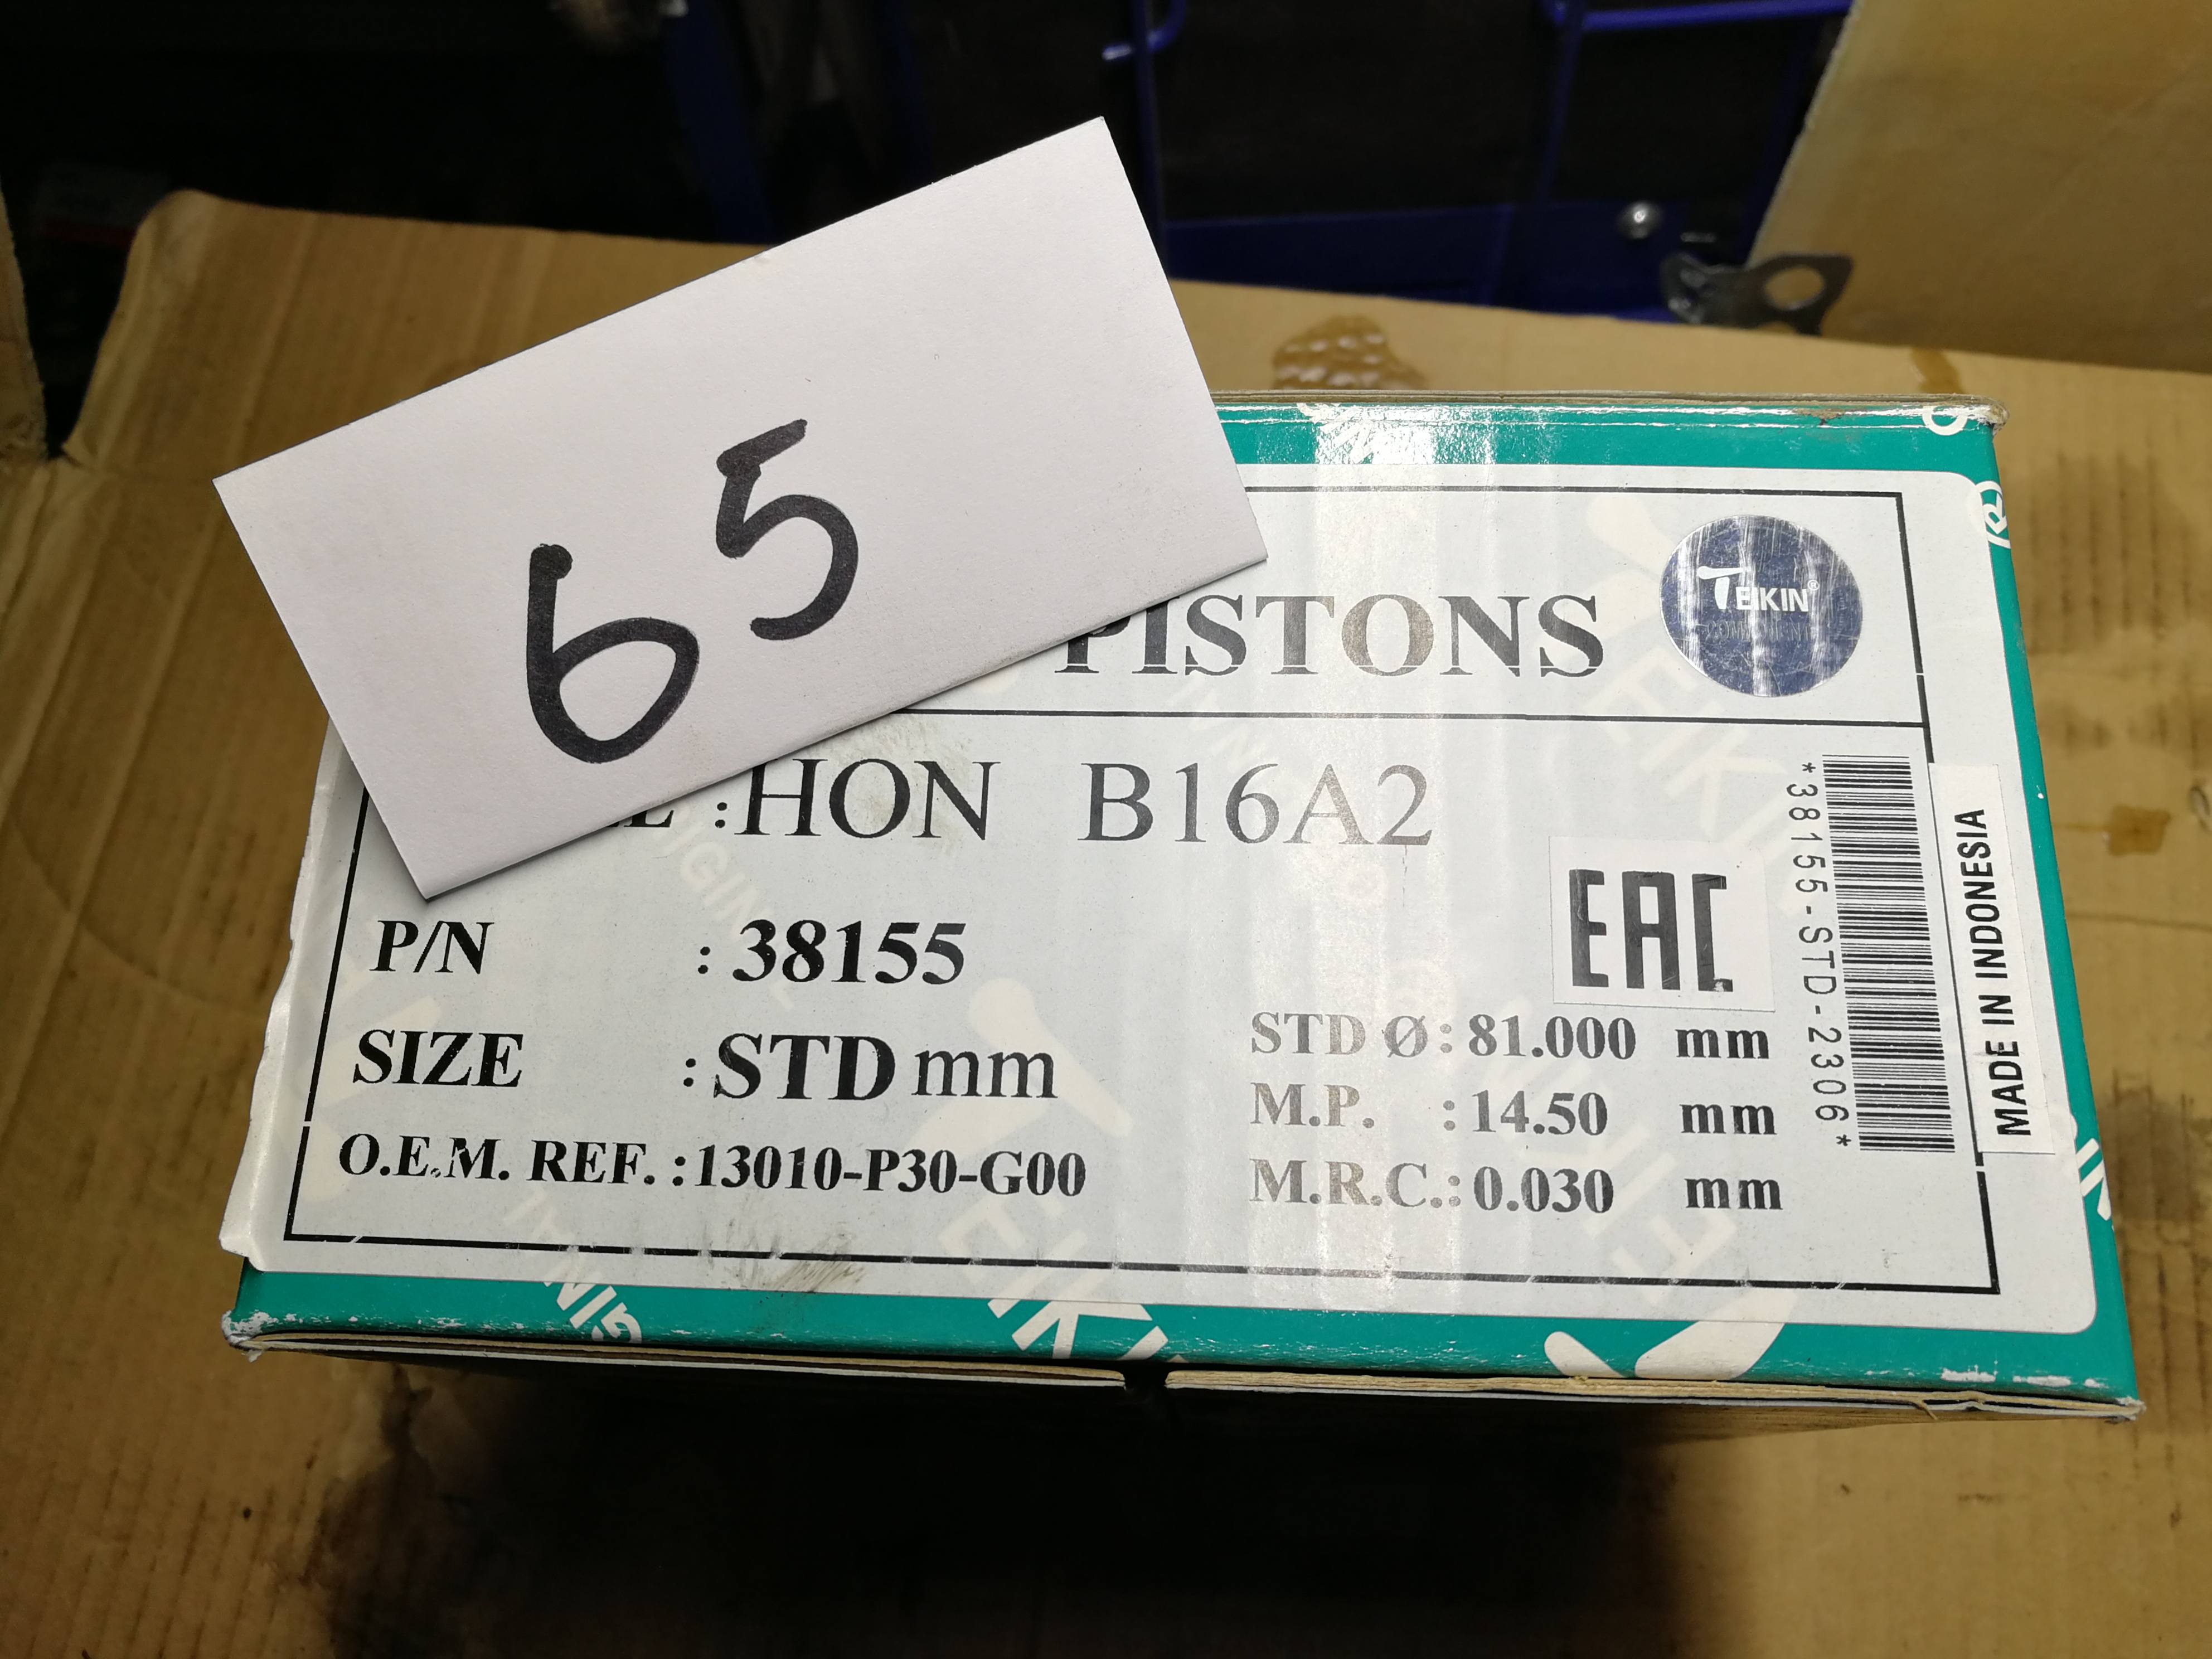 65
PISTONS
TEIKIN®
COMPONENT
:HON B16A2
P/N : 38155
EAC
SIZE : STD mm
STD Ø : 81.000 mm
M.P. : 14.50 mm
O.E.M. REF. : 13010-P30-G00
M.R.C. : 0.030 mm
*38155-STD-2306*
MADE IN INDONESIA